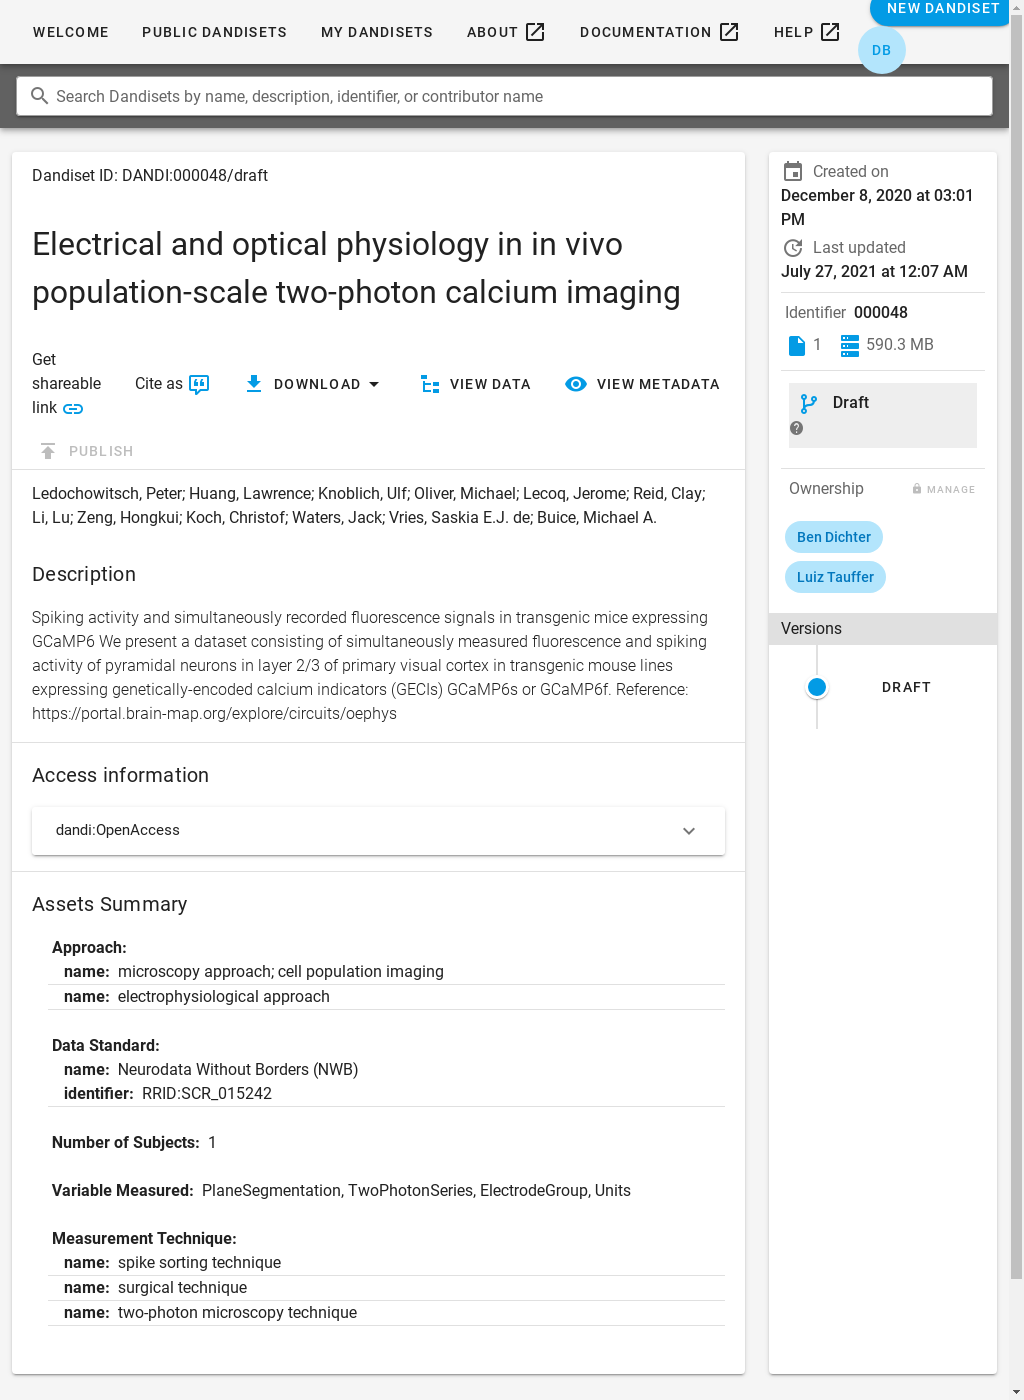 WELCOME PUBLIC DANDISETS MY DANDISETS ABOUT DOCUMENTATION HELP NEW DANDISET
DB
Search Dandisets by name, description, identifier, or contributor name
Dandiset ID: DANDI:000048/draft
Electrical and optical physiology in in vivo
population-scale two-photon calcium imaging
Get
shareable
link
Cite as
DOWNLOAD
VIEW DATA
VIEW METADATA
PUBLISH
Ledochowitsch, Peter; Huang, Lawrence; Knoblich, Ulf; Oliver, Michael; Lecoq, Jerome; Reid, Clay;
Li, Lu; Zeng, Hongkui; Koch, Christof; Waters, Jack; Vries, Saskia E.J. de; Buice, Michael A.
Description
Spiking activity and simultaneously recorded fluorescence signals in transgenic mice expressing
GCaMP6 We present a dataset consisting of simultaneously measured fluorescence and spiking
activity of pyramidal neurons in layer 2/3 of primary visual cortex in transgenic mouse lines
expressing genetically-encoded calcium indicators (GECIs) GCaMP6s or GCaMP6f. Reference:
https://portal.brain-map.org/explore/circuits/oephys
Access information
dandi:OpenAccess
Assets Summary
Approach:
name: microscopy approach; cell population imaging
name: electrophysiological approach
Data Standard:
name: Neurodata Without Borders (NWB)
identifier: RRID:SCR_015242
Number of Subjects: 1
Variable Measured: PlaneSegmentation, TwoPhotonSeries, ElectrodeGroup, Units
Measurement Technique:
name: spike sorting technique
name: surgical technique
name: two-photon microscopy technique
Created on
December 8, 2020 at 03:01
PM
Last updated
July 27, 2021 at 12:07 AM
Identifier 000048
1 590.3 MB
Draft
Ownership MANAGE
Ben Dichter
Luiz Tauffer
Versions
DRAFT